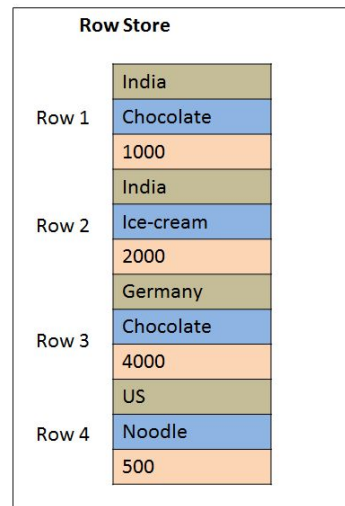 Row Store
India
Row 1 Chocolate
1000
India
Row 2 Ice-cream
2000
Germany
Row 3 Chocolate
4000
US
Row 4 Noodle
500